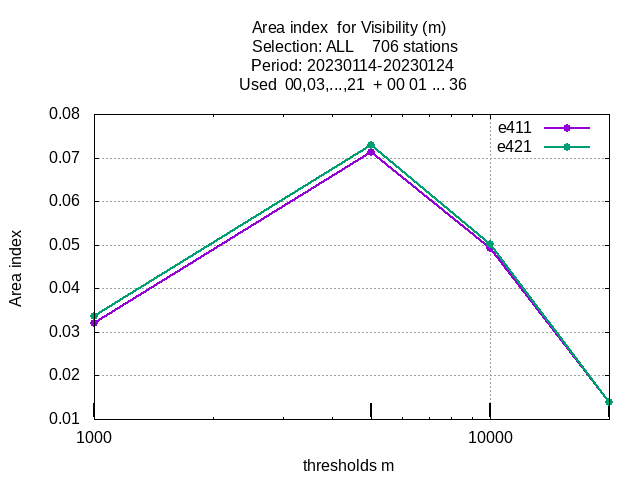 Area index  for Visibility (m)
Selection: ALL    706 stations
Period: 20230114-20230124
Used  00,03,...,21  + 00 01 ... 36
0.08
0.07
0.06
0.05
0.04
0.03
0.02
0.01
Area index
e411
e421
1000
10000
thresholds m